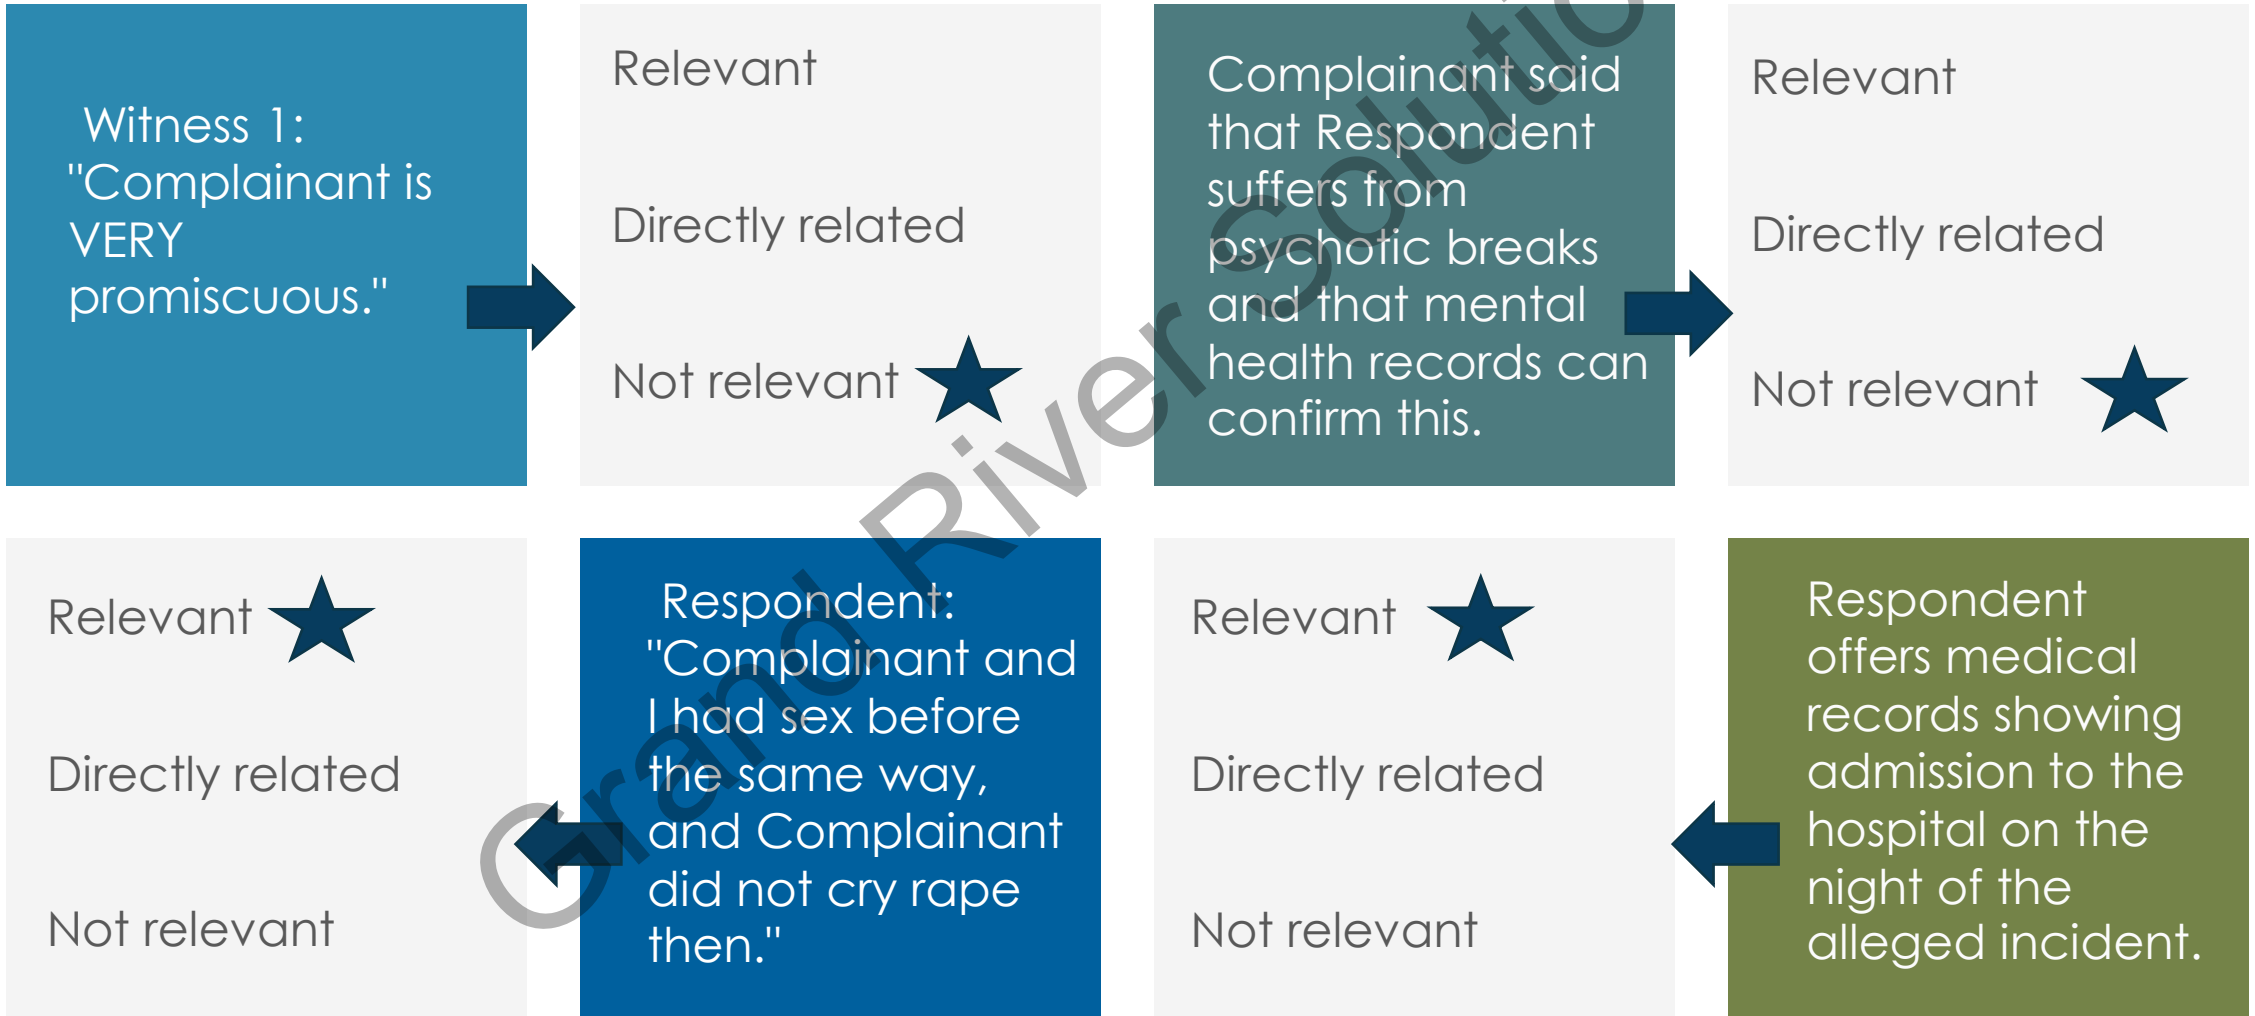 Witness 1:
"Complainant is
VERY
promiscuous."
Relevant
Directly related
Not relevant
Complainant said
that Respondent
suffers from
psychotic breaks
and that mental
health records can
confirm this.
Relevant
Directly related
Not relevant
Relevant
Directly related
Not relevant
Respondent:
"Complainant and
I had sex before
the same way,
and Complainant
did not cry rape
then."
Relevant
Directly related
Not relevant
Respondent
offers medical
records showing
admission to the
hospital on the
night of the
alleged incident.
Grand River Solutio